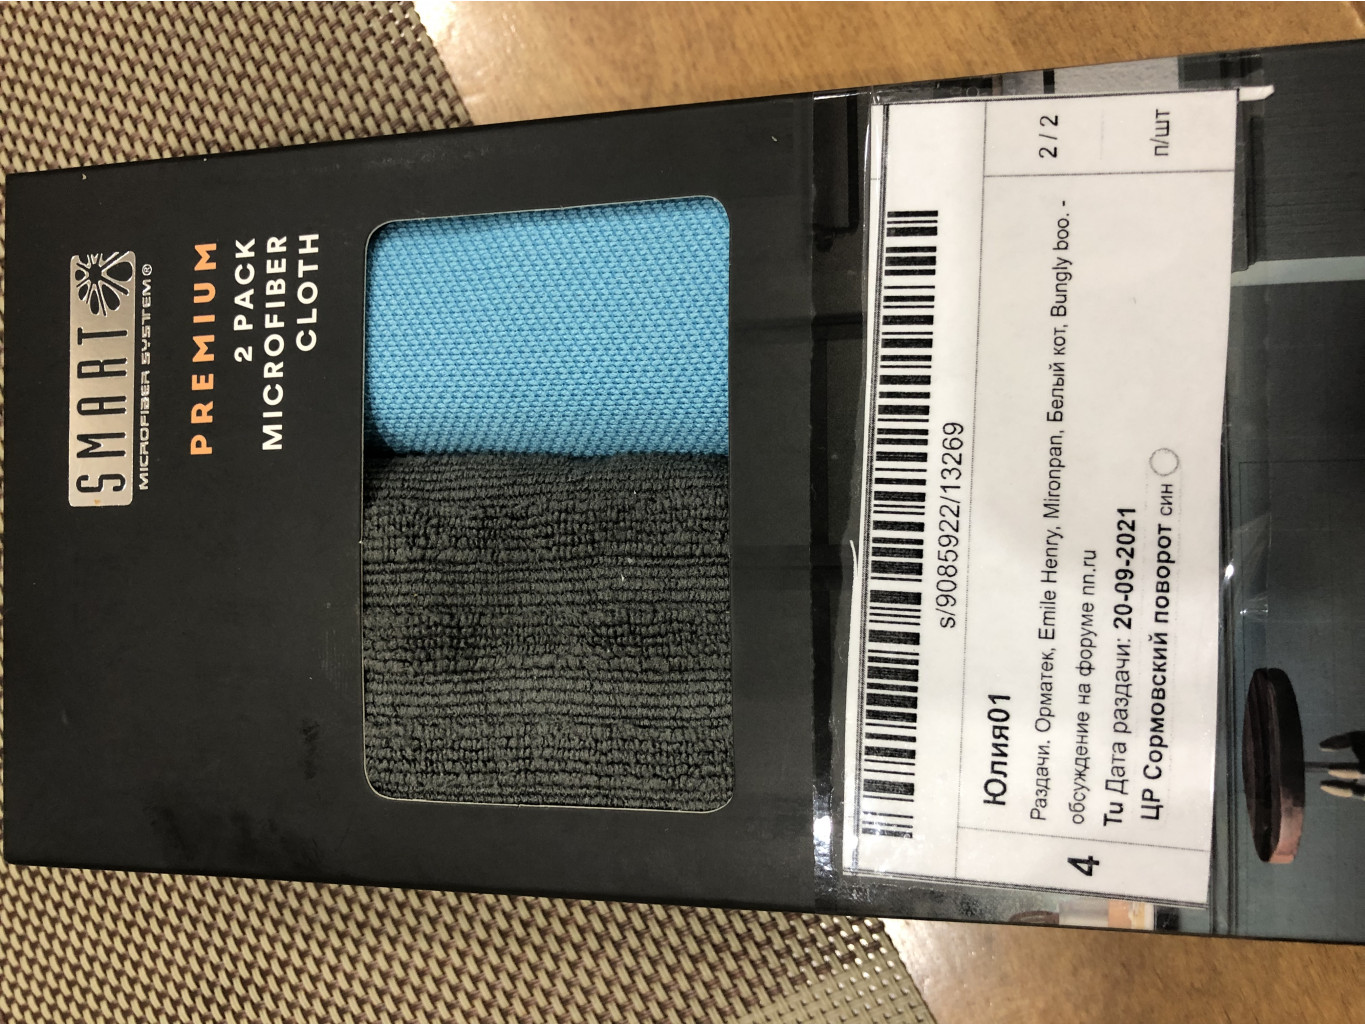 SMART
MICROFIBER SYSTEM®
PREMIUM
2 PACK
MICROFIBER
CLOTH
s/9085922/13269
Юлия01
2 / 2
Раздачи. Орматек, Emile Henry, Mironpan, Белый кот, Bungly boo. -
обсуждение на форуме nn.ru
4
Tu Дата раздачи: 20-09-2021
ЦР Сормовский поворот син
п/шт